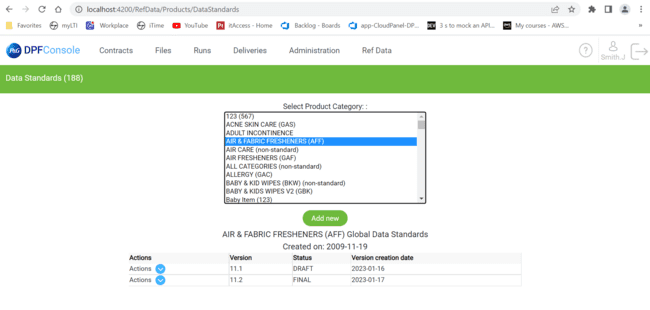 localhost:4200/RefData/Products/DataStandards
Favorites myLTI Workplace iTime YouTube itAccess - Home Backlog - Boards app-CloudPanel-DP... 3 s to mock an API... My courses - AWS...
P&G DPFConsole Contracts Files Runs Deliveries Administration Ref Data ? Smith.J
Data Standards (188)
Select Product Category: :
123 (567)
ACNE SKIN CARE (GAS)
ADULT INCONTINENCE
AIR & FABRIC FRESHENERS (AFF)
AIR CARE (non-standard)
AIR FRESHENERS (GAF)
ALL CATEGORIES (non-standard)
ALLERGY (GAC)
BABY & KID WIPES (BKW) (non-standard)
BABY & KIDS WIPES V2 (GBK)
Baby Item (123)
Add new
AIR & FABRIC FRESHENERS (AFF) Global Data Standards
Created on: 2009-11-19
Actions Version Status Version creation date
Actions 11.1 DRAFT 2023-01-16
Actions 11.2 FINAL 2023-01-17